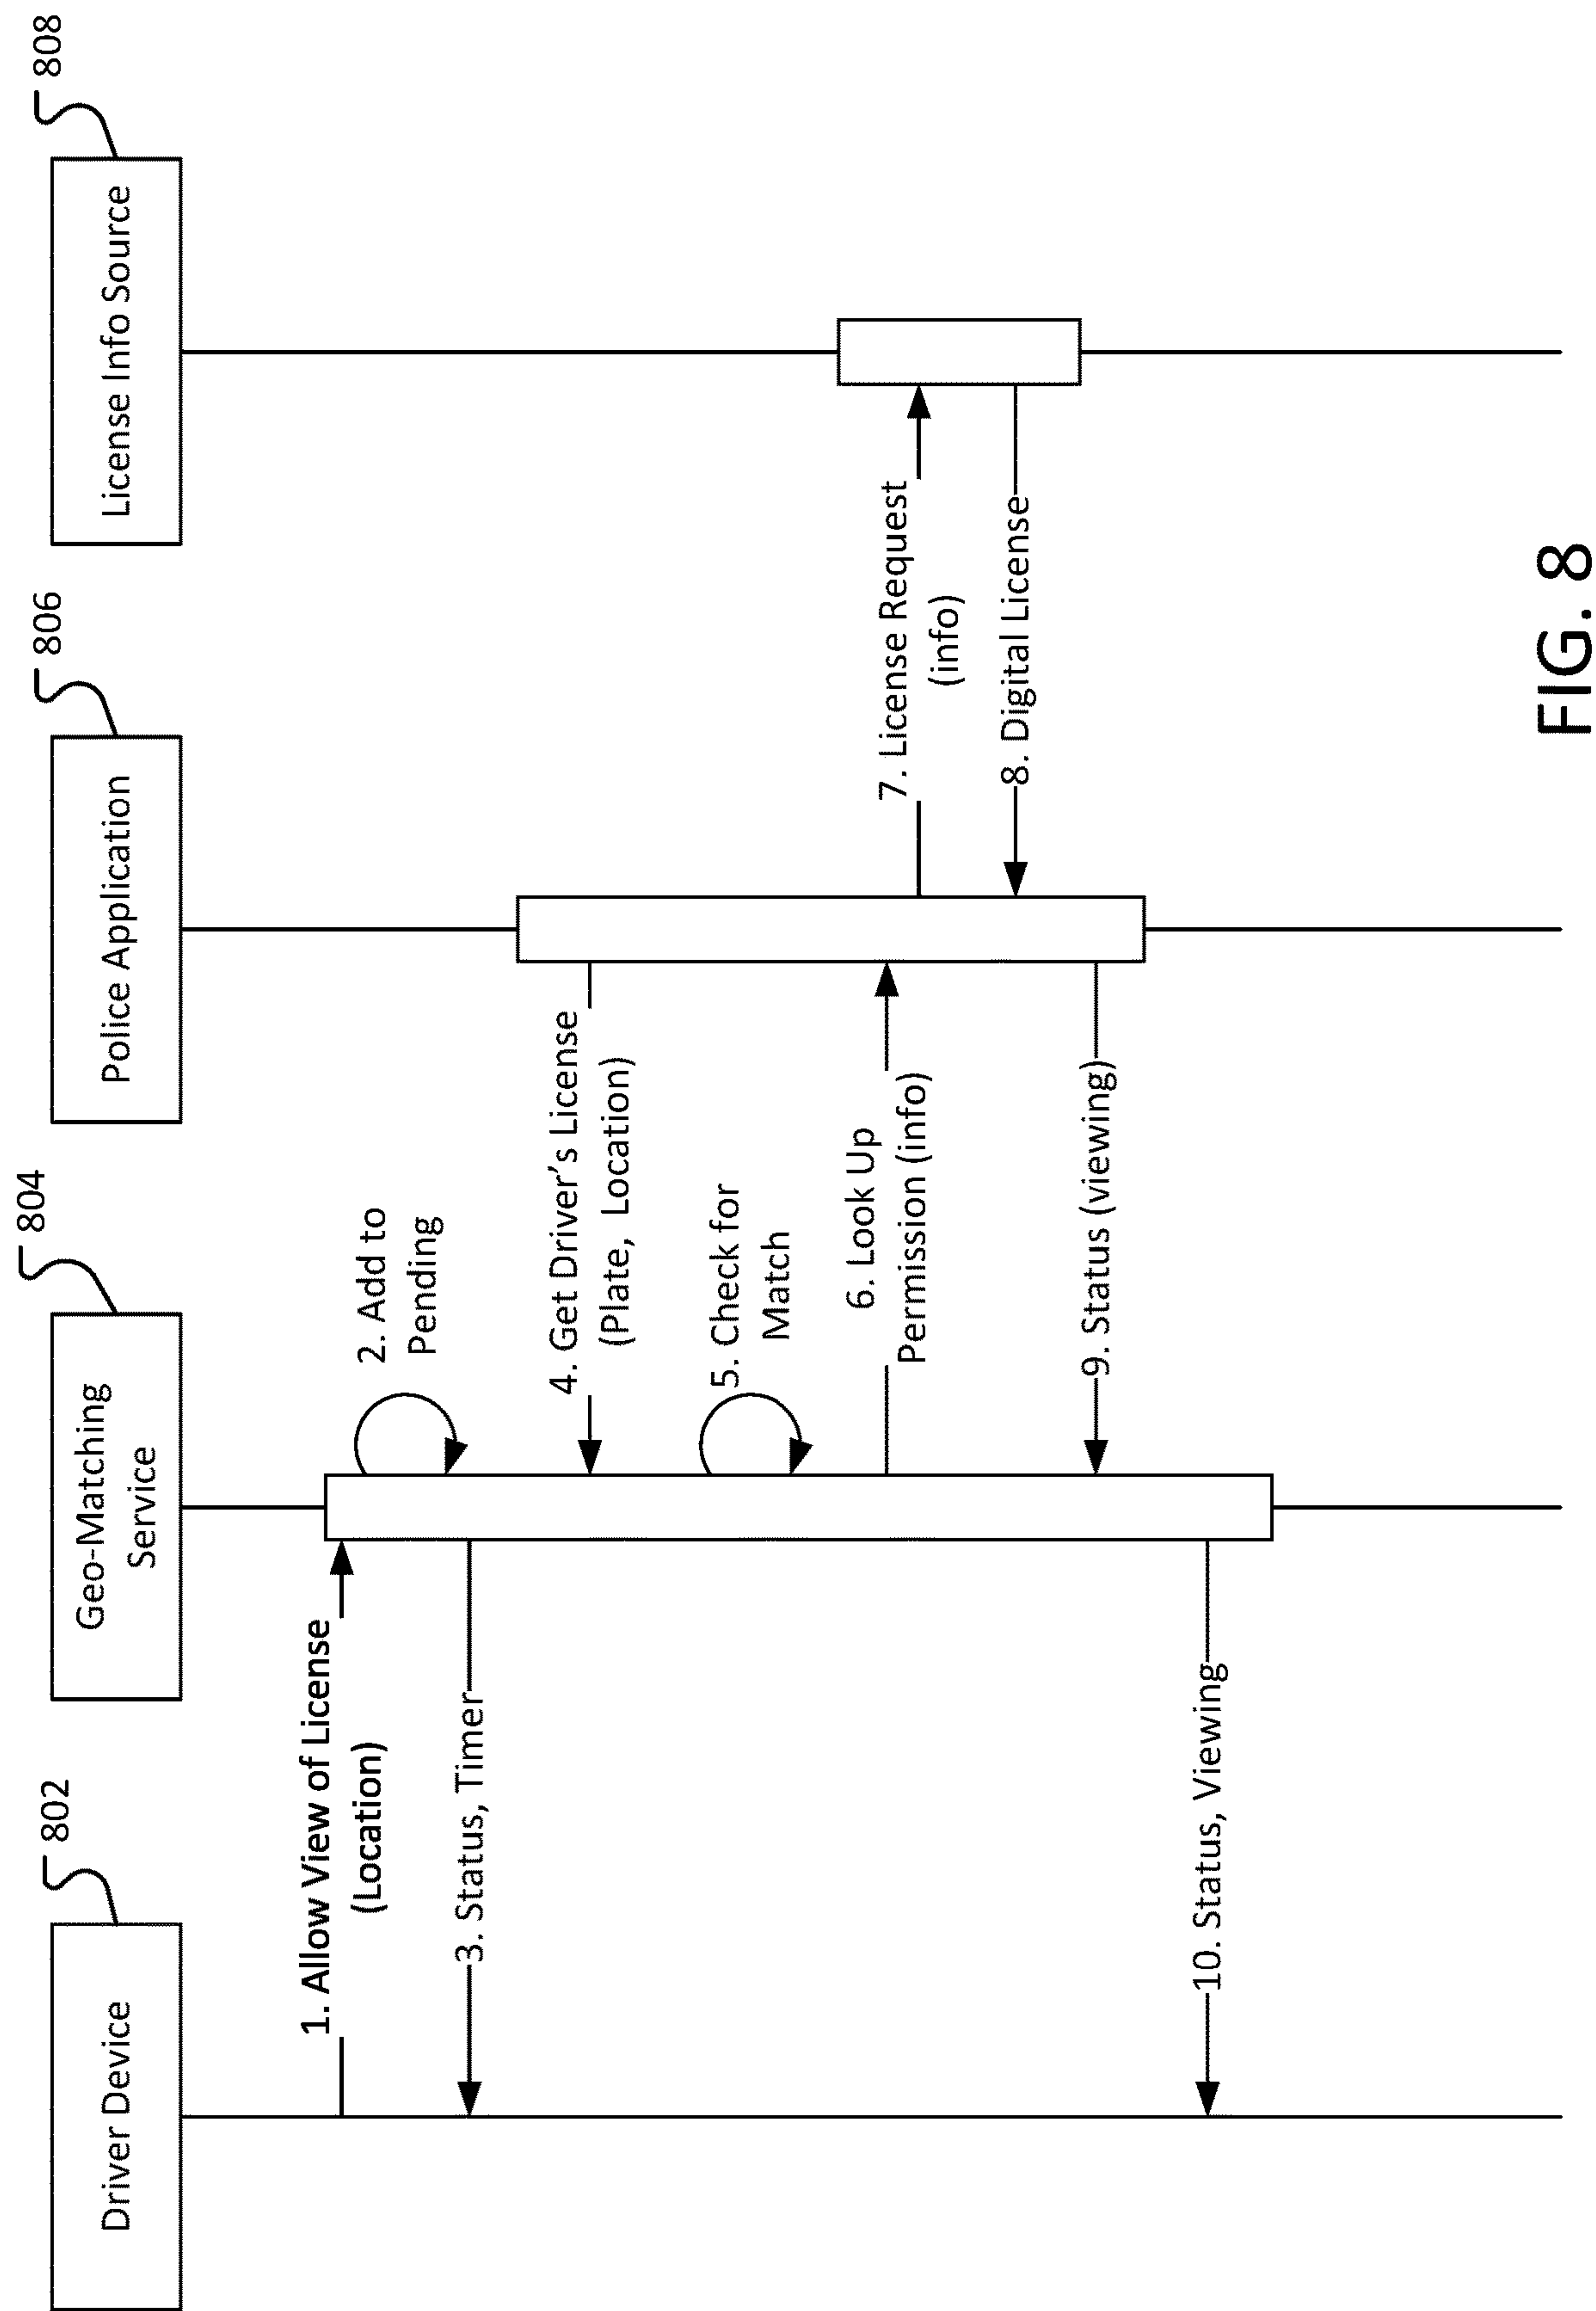 802
804
806
808
Driver Device
Geo-Matching
Service
Police Application
License Info Source
1. Allow View of License
(Location)
2. Add to
Pending
3. Status, Timer
4. Get Driver's License
(Plate, Location)
5. Check for
Match
6. Look Up
Permission (info)
7. License Request
(info)
8. Digital License
9. Status (viewing)
10. Status, Viewing
FIG. 8